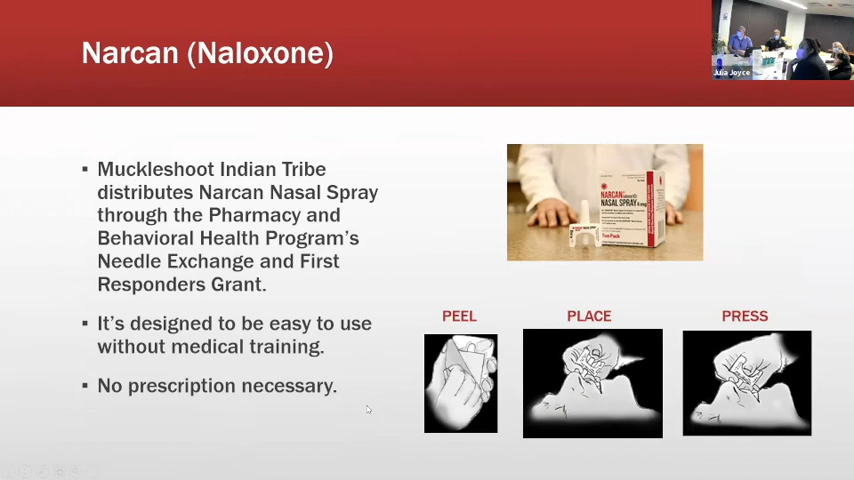 Narcan (Naloxone)
Julia Joyce
▪ Muckleshoot Indian Tribe
distributes Narcan Nasal Spray
through the Pharmacy and
Behavioral Health Program's
Needle Exchange and First
Responders Grant.
▪ It's designed to be easy to use
without medical training.
▪ No prescription necessary.
NARCAN
NASAL SPRAY 4 mg
PEEL
PLACE
PRESS